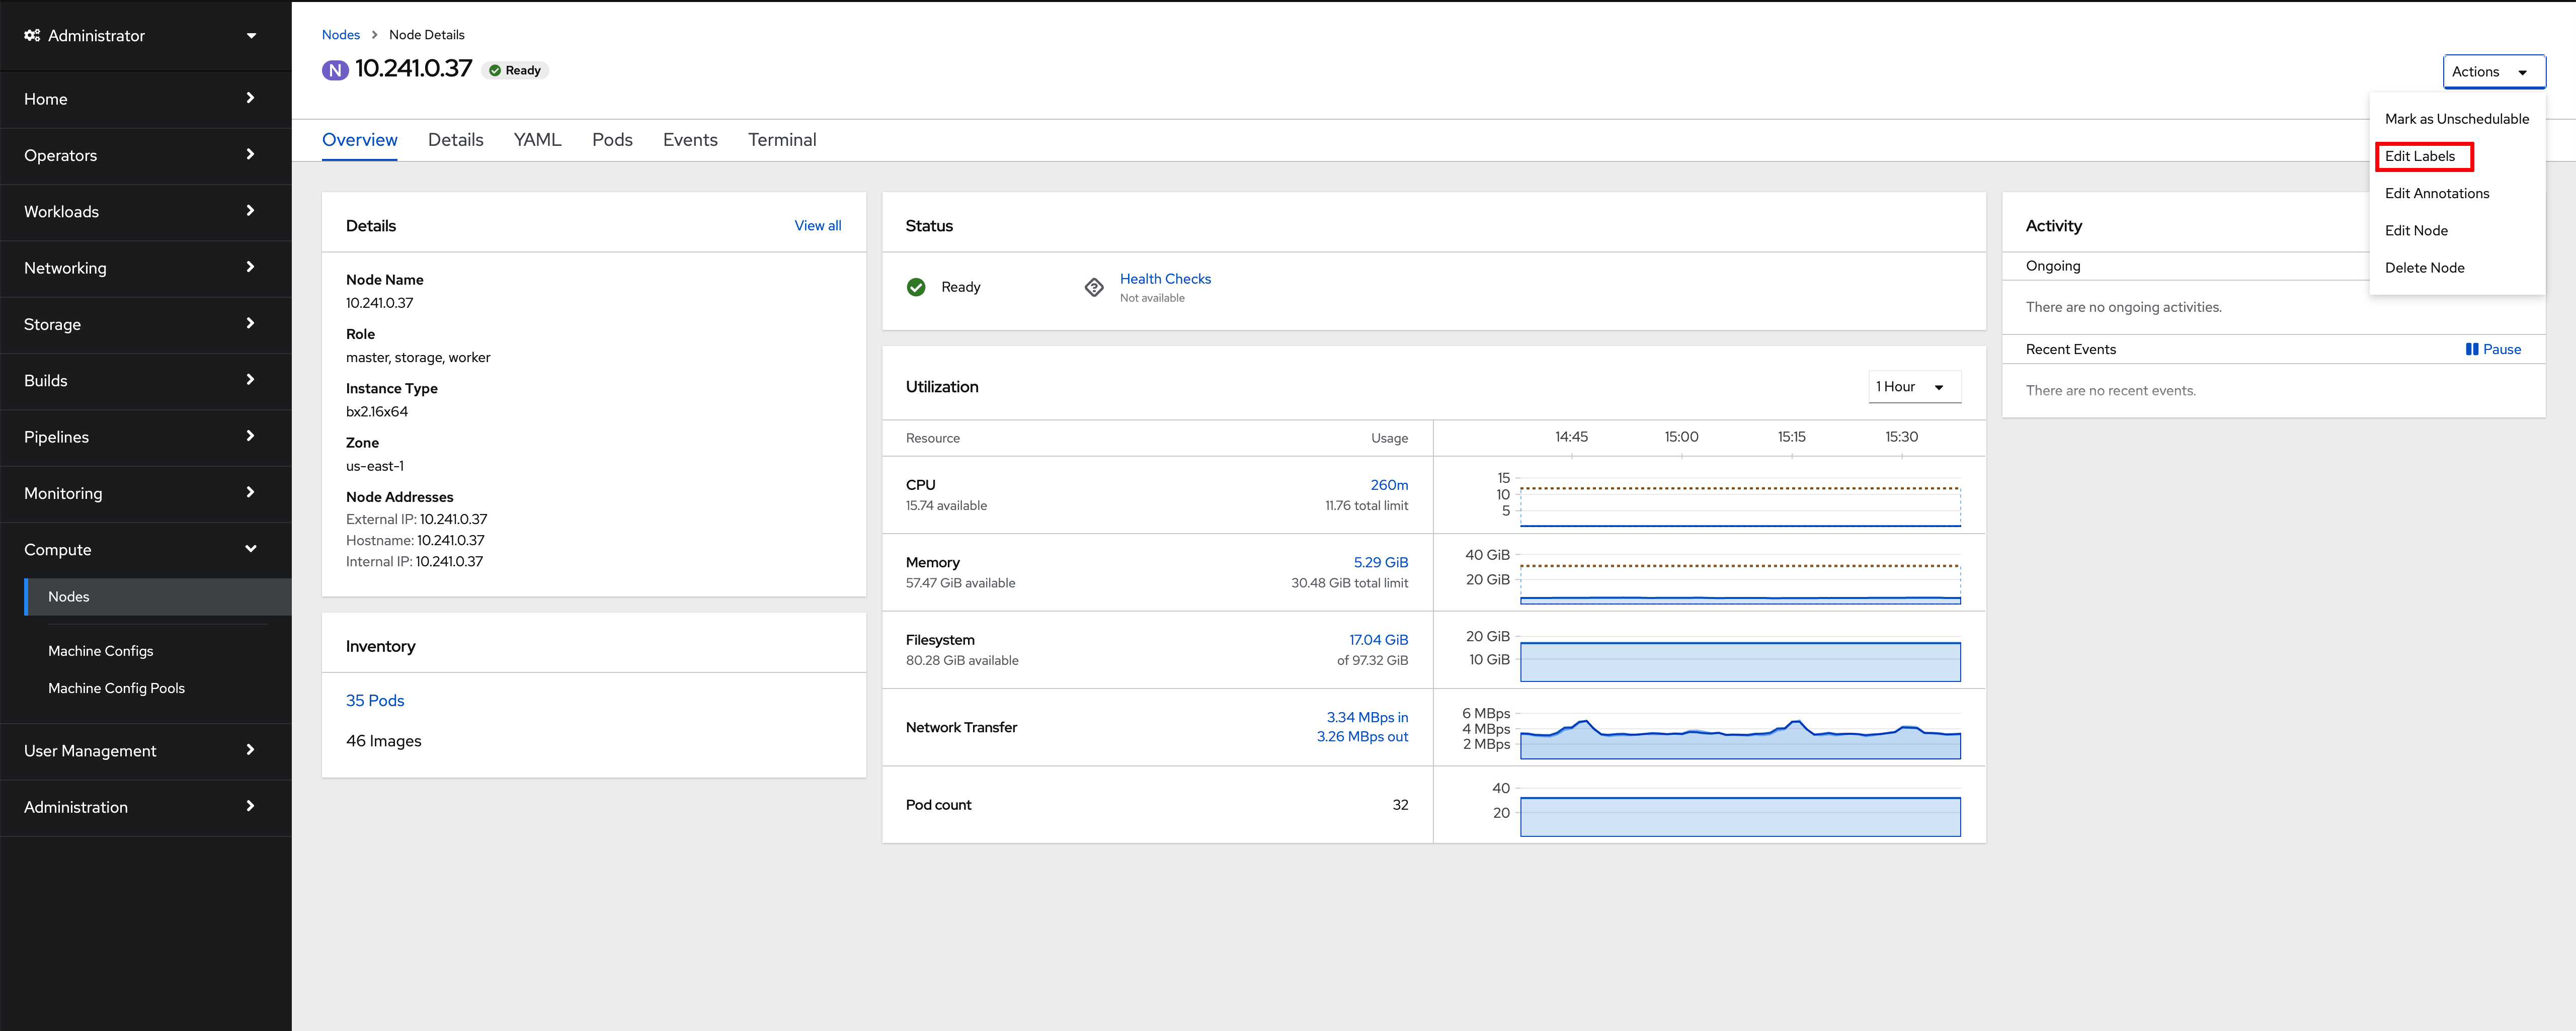 Administrator
Home
Operators
Workloads
Networking
Storage
Builds
Pipelines
Monitoring
Compute
Nodes
Machine Configs
Machine Config Pools
User Management
Administration
Nodes > Node Details
N 10.241.0.37 Ready
Actions
Mark as Unschedulable
Edit Labels
Edit Annotations
Edit Node
Delete Node
Overview Details YAML Pods Events Terminal
Details View all
Node Name
10.241.0.37
Role
master, storage, worker
Instance Type
bx2.16x64
Zone
us-east-1
Node Addresses
External IP: 10.241.0.37
Hostname: 10.241.0.37
Internal IP: 10.241.0.37
Inventory
35 Pods
46 Images
Status
Ready
Health Checks
Not available
Utilization 1 Hour
Resource Usage 14:45 15:00 15:15 15:30
CPU 260m
15.74 available 11.76 total limit
15
10
5
Memory 5.29 GiB
57.47 GiB available 30.48 GiB total limit
40 GiB
20 GiB
Filesystem 17.04 GiB
80.28 GiB available of 97.32 GiB
20 GiB
10 GiB
Network Transfer
3.34 MBps in
3.26 MBps out
6 MBps
4 MBps
2 MBps
Pod count 32
40
20
Activity
Ongoing
There are no ongoing activities.
Recent Events Pause
There are no recent events.